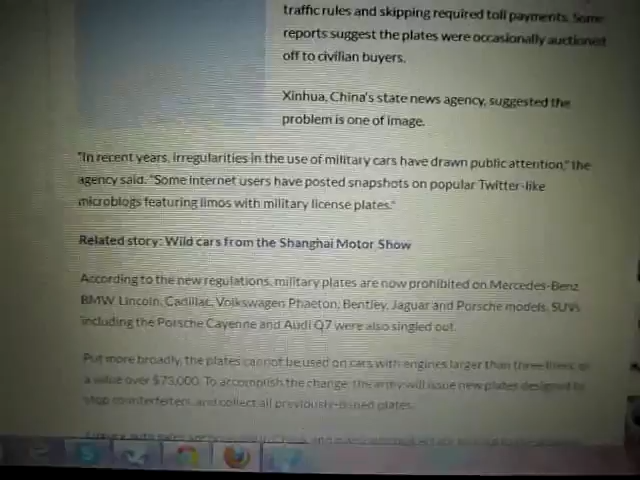 traffic rules and skipping required toll payments. Some
reports suggest the plates were occasionally auctioned
off to civilian buyers.
Xinhua, China's state news agency, suggested the
problem is one of image.
"In recent years, irregularities in the use of military cars have drawn public attention," the
agency said. "Some internet users have posted snapshots on popular Twitter-like
microblogs featuring limos with military license plates."
Related story: Wild cars from the Shanghai Motor Show
According to the new regulations, military plates are now prohibited on Mercedes-Benz
BMW, Lincoln, Cadillac, Volkswagen Phaeton, Bentley, Jaguar and Porsche models. SUVs
including the Porsche Cayenne and Audi Q7 were also singled out.
Put more broadly, the plates cannot be used on cars with engines larger than three liters, or
a value over $73,000. To accomplish the change, the army will issue new plates designed to
stop counterfeiters, and collect all previously-issued plates.